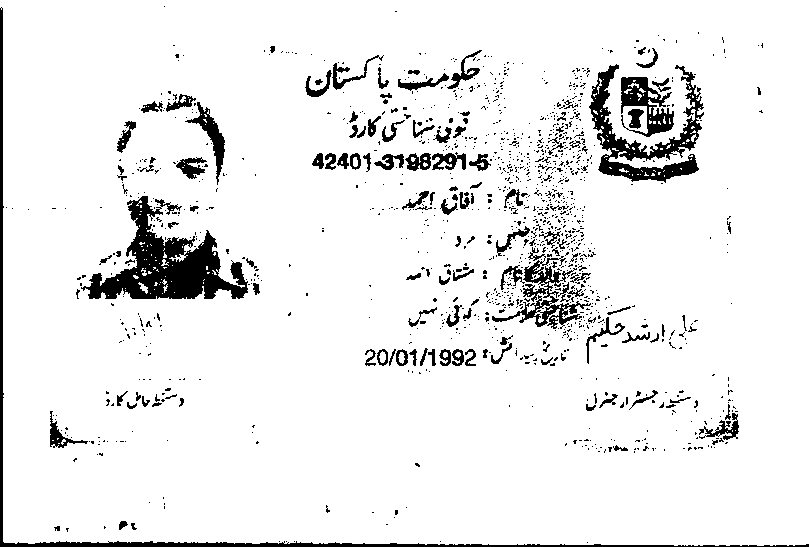 حکومت پاکستان
قومی شناختی کارڈ
42401-3198291-5
نام : آفاق احمد
جنس : مرد
والد کا نام : مشتاق احمد
شناختی علامت : کوئی نہیں
تاریخ پیدائش : 20/01/1992
علی ارشد حکیم
دستخط حامل کارڈ
دستخط رجسٹرار جنرل